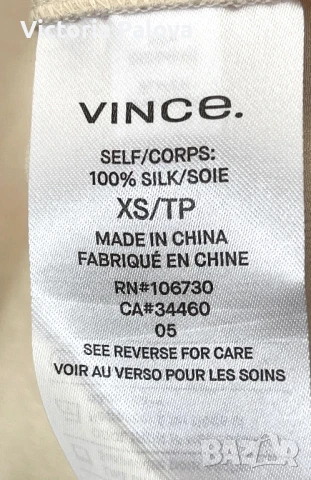 Victoria Palova
VINCE.
SELF/CORPS:
100% SILK/SOIE
XS/TP
MADE IN CHINA
FABRIQUÉ EN CHINE
RN#106730
CA#34460
05
SEE REVERSE FOR CARE
VOIR AU VERSO POUR LES SOINS
BAZAR